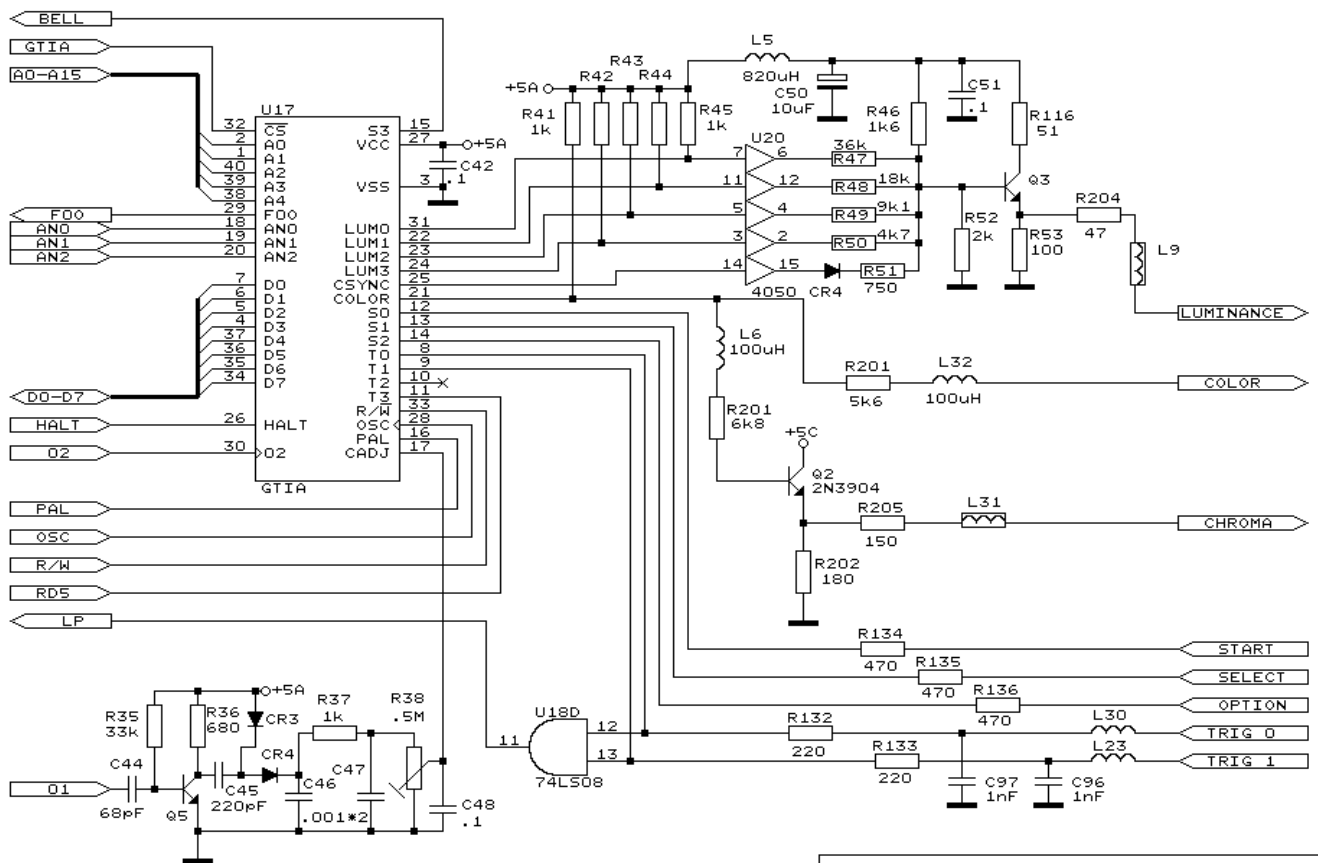 BELL
GTIA
A0-A15
F00
AN0
AN1
AN2
D0-D7
HALT
O2
PAL
OSC
R/W
RD5
LP
O1
U17
32 CS S3 15
2 A0 VCC 27
+5A
1 A1
40 A2
39 A3 VSS 3
38 A4
29 F00
18 AN0 LUM0 31
19 AN1 LUM1 22
20 AN2 LUM2 23
LUM3 24
7 D0 CSYNC 25
6 D1 COLOR 21
5 D2 S0 12
4 D3 S1 13
37 D4 S2 14
36 D5 T0 8
35 D6 T1 9
34 D7 T2 10
T3 11
R/W 33
26 HALT OSC 28
PAL 16
30 O2 CADJ 17
GTIA
C42
.1
+5A
R41
1k
R42
R43
R44
R45
1k
L5
820uH
C50
10uF
R46
1k6
C51
.1
R116
51
U20
7 6
11 12
5 4
3 2
14 15
4050
36k
R47
R48 18k
R49 9k1
R50 4k7
CR4
R51
750
R52
2k
Q3
R53
100
R204
47
L9
LUMINANCE
L6
100uH
R201
6k8
R201
5k6
L32
100uH
COLOR
+5C
Q2
2N3904
R205
150
L31
CHROMA
R202
180
R134
470
START
R135
470
SELECT
R136
470
OPTION
U18D
12
13
11
74LS08
R132
220
L30
TRIG 0
R133
220
L23
TRIG 1
C97
1nF
C96
1nF
+5A
R35
33k
R36
680
CR3
R37
1k
R38
.5M
CR4
C44
68pF
Q5
C45
220pF
C46
C47
.001*2
C48
.1